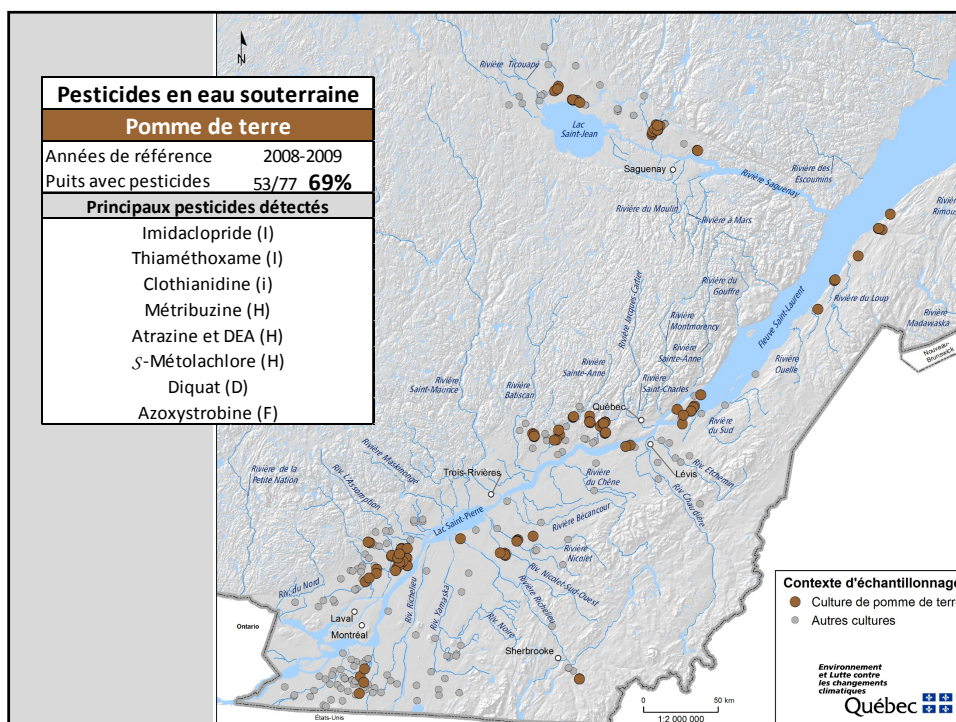 Pesticides en eau souterraine
Pomme de terre
Années de référence 2008-2009
Puits avec pesticides 53/77 69%
Principaux pesticides détectés
Imidaclopride (I)
Thiaméthoxame (I)
Clothianidine (i)
Métribuzine (H)
Atrazine et DEA (H)
S-Métolachlore (H)
Diquat (D)
Azoxystrobine (F)
N
Rivière Ticouapé
Lac
Saint-Jean
Saguenay
Rivière Saguenay
Rivière des
Escoumins
Rivière du Moulin
Rivière à Mars
Rivière
Rimous
Rivière du
Gouffre
Rivière Jacques-Cartier
Rivière
Montmorency
Fleuve Saint-Laurent
Rivière du Loup
Rivière
Madawaska
Nouveau-
Brunswick
Rivière
Ouelle
Rivière
Sainte-Anne
Rivière
Sainte-Anne
Rivière
Saint-Charles
Rivière
Saint-Maurice
Rivière
Batiscan
Québec
Rivière
du Sud
Lévis
Riv. Etchemin
Riv. Chaudière
Rivière
du Chêne
Trois-Rivières
Rivière Maskinongé
Rivière de la
Petite Nation
Riv. L'Assomption
Lac Saint-Pierre
Rivière Bécancour
Rivière
Nicolet
Riv. Nicolet-Sud-Ouest
Riv. du Nord
Riv. Richelieu
Riv. Yamaska
Riv. Noire
Rivière Richelieu
Laval
Montréal
Ontario
Sherbrooke
États-Unis
0 50 km
1:2 000 000
Contexte d'échantillonnage
Culture de pomme de terre
Autres cultures
Environnement
et Lutte contre
les changements
climatiques
Québec